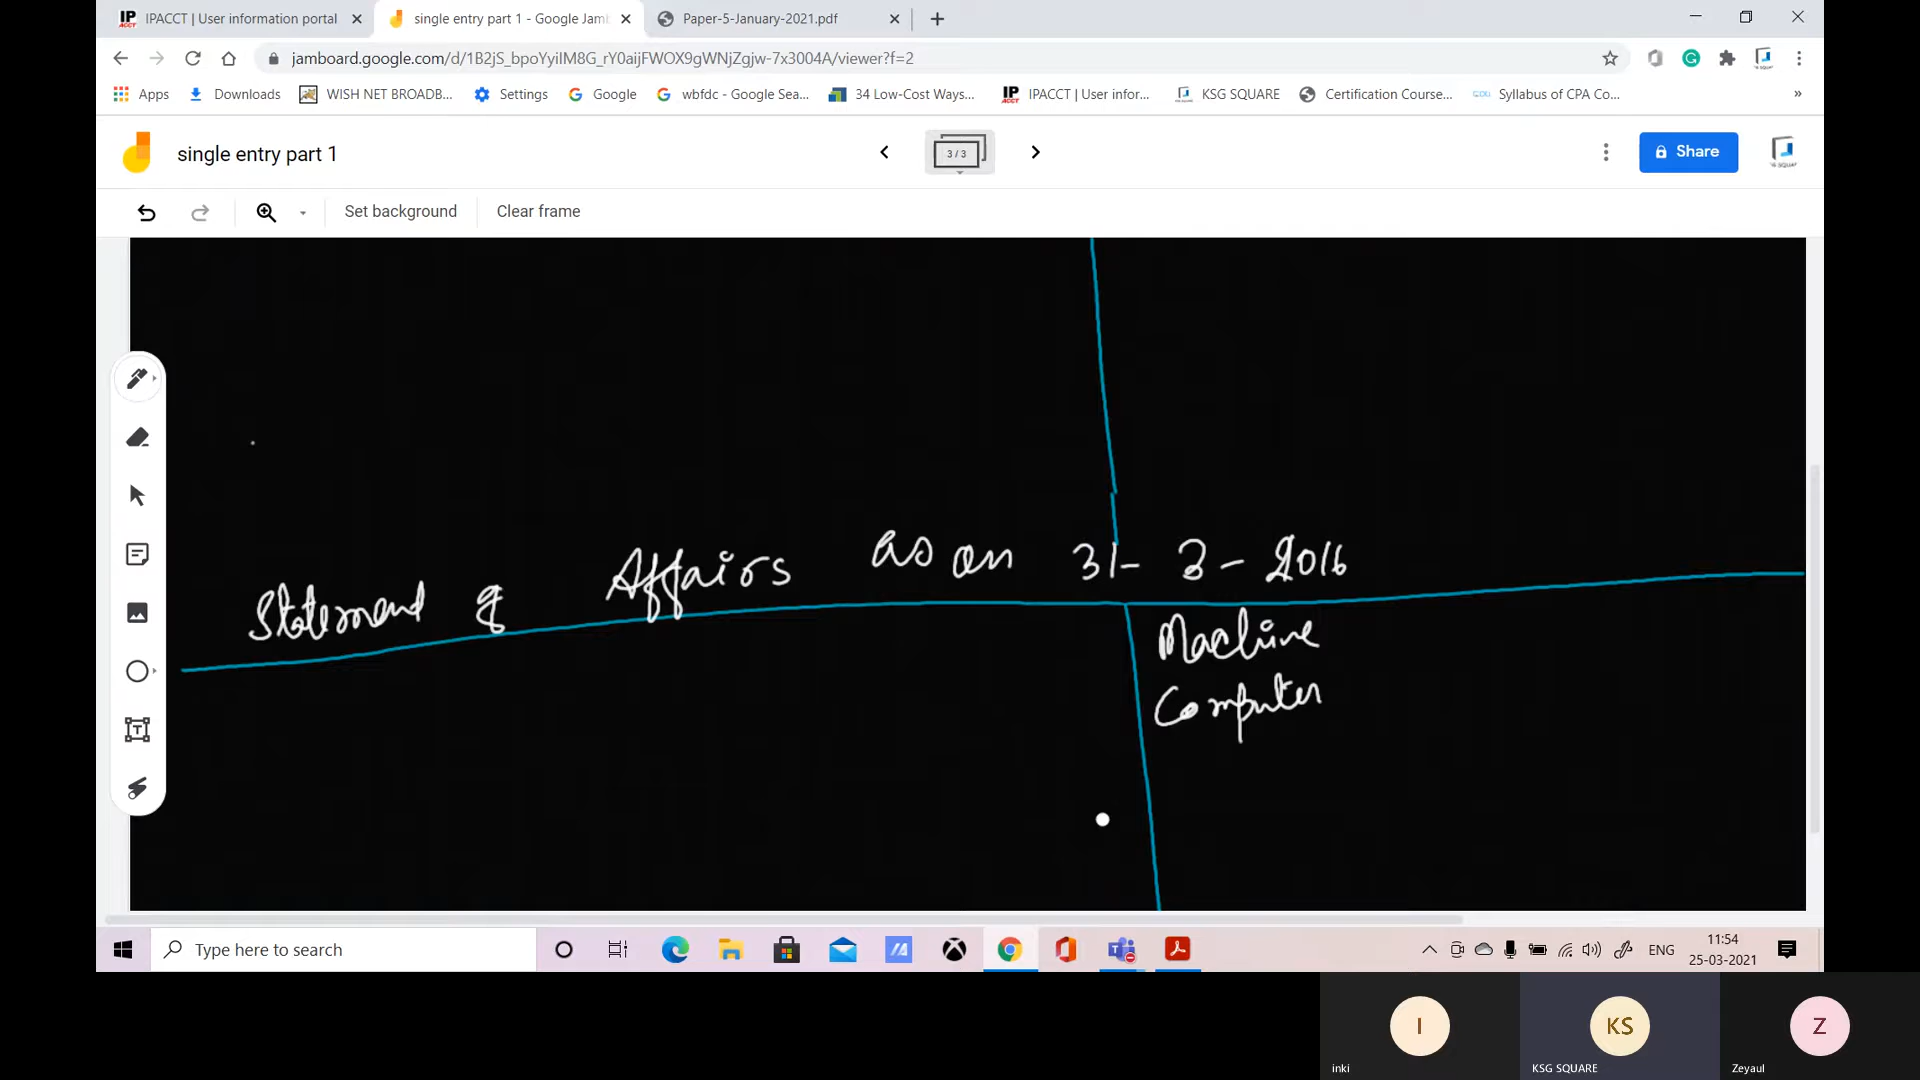 IPACCT | User information portal
single entry part 1 - Google Jamb
Paper-5-January-2021.pdf
jamboard.google.com/d/1B2jS_bpoYyiIM8G_rY0aijFWOX9gWNjZgjw-7x3004A/viewer?f=2
Apps
Downloads
WISH NET BROADB...
Settings
Google
wbfdc - Google Sea...
34 Low-Cost Ways...
IPACCT | User infor...
KSG SQUARE
Certification Course...
Syllabus of CPA Co...
»
single entry part 1
3 / 3
Share
Set background
Clear frame
Statement of Affairs as on 31-3-2016
Machine
Computer
Type here to search
ENG
11:54
25-03-2021
I
KS
Z
inki
KSG SQUARE
Zeyaul